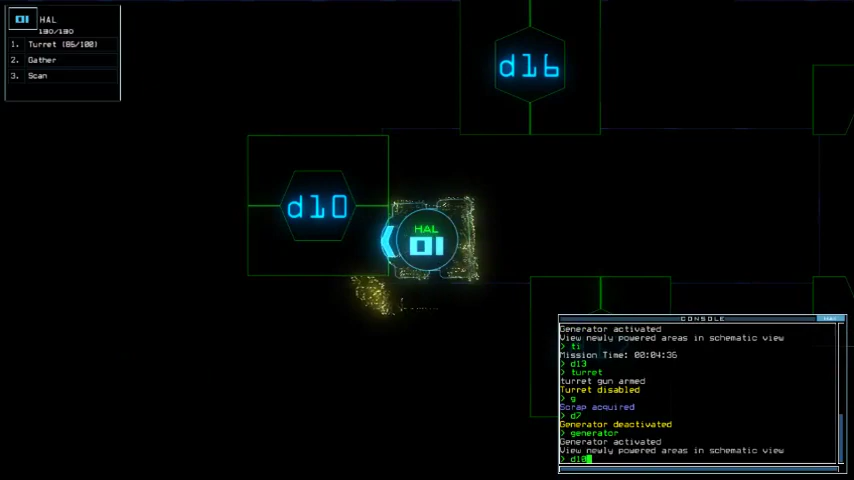 01 HAL
130/130
1. Turret (86/100)
2. Gather
3. Scan
d16
d10
HAL
01
CONSOLE
Generator activated
View newly powered areas in schematic view
> ti
Mission Time: 00:04:36
> d13
> turret
turret gun armed
Turret disabled
> g
Scrap acquired
> d7
Generator deactivated
> generator
Generator activated
View newly powered areas in schematic view
> d10